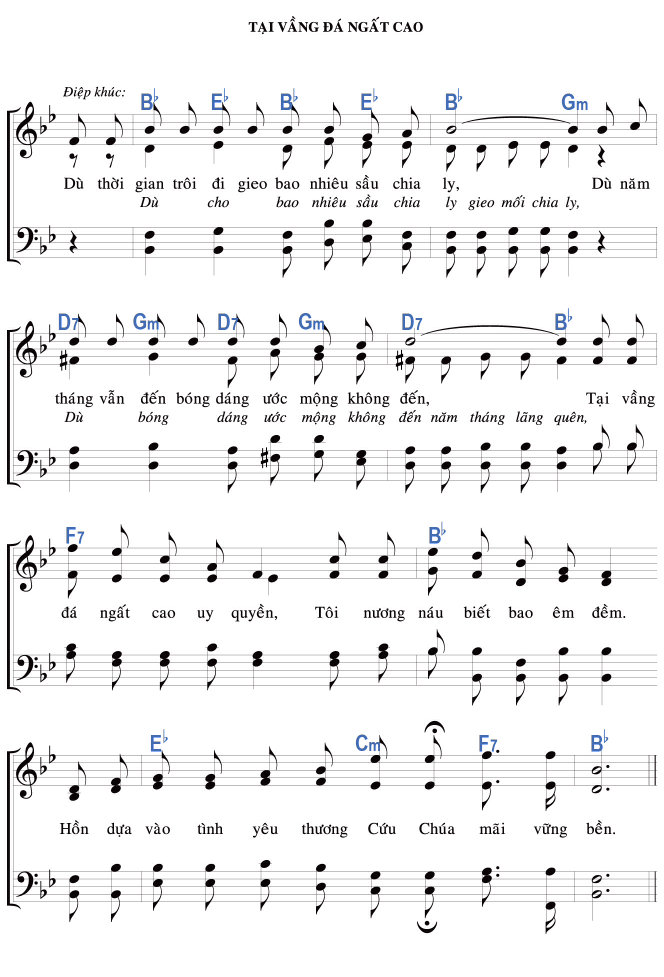 TẠI VẦNG ĐÁ NGẤT CAO
Điệp khúc:
B♭ E♭ B♭ E♭ B♭ Gm
Dù thời gian trôi đi gieo bao nhiêu sầu chia ly, Dù năm
Dù cho bao nhiêu sầu chia ly gieo mối chia ly,
D7 Gm D7 Gm D7 B♭
tháng vẫn đến bóng dáng ước mộng không đến, Tại vầng
Dù bóng dáng ước mộng không đến năm tháng lãng quên,
F7 B♭
đá ngất cao uy quyền, Tôi nương náu biết bao êm đềm.
E♭ Cm F7 B♭
Hồn dựa vào tình yêu thương Cứu Chúa mãi vững bền.